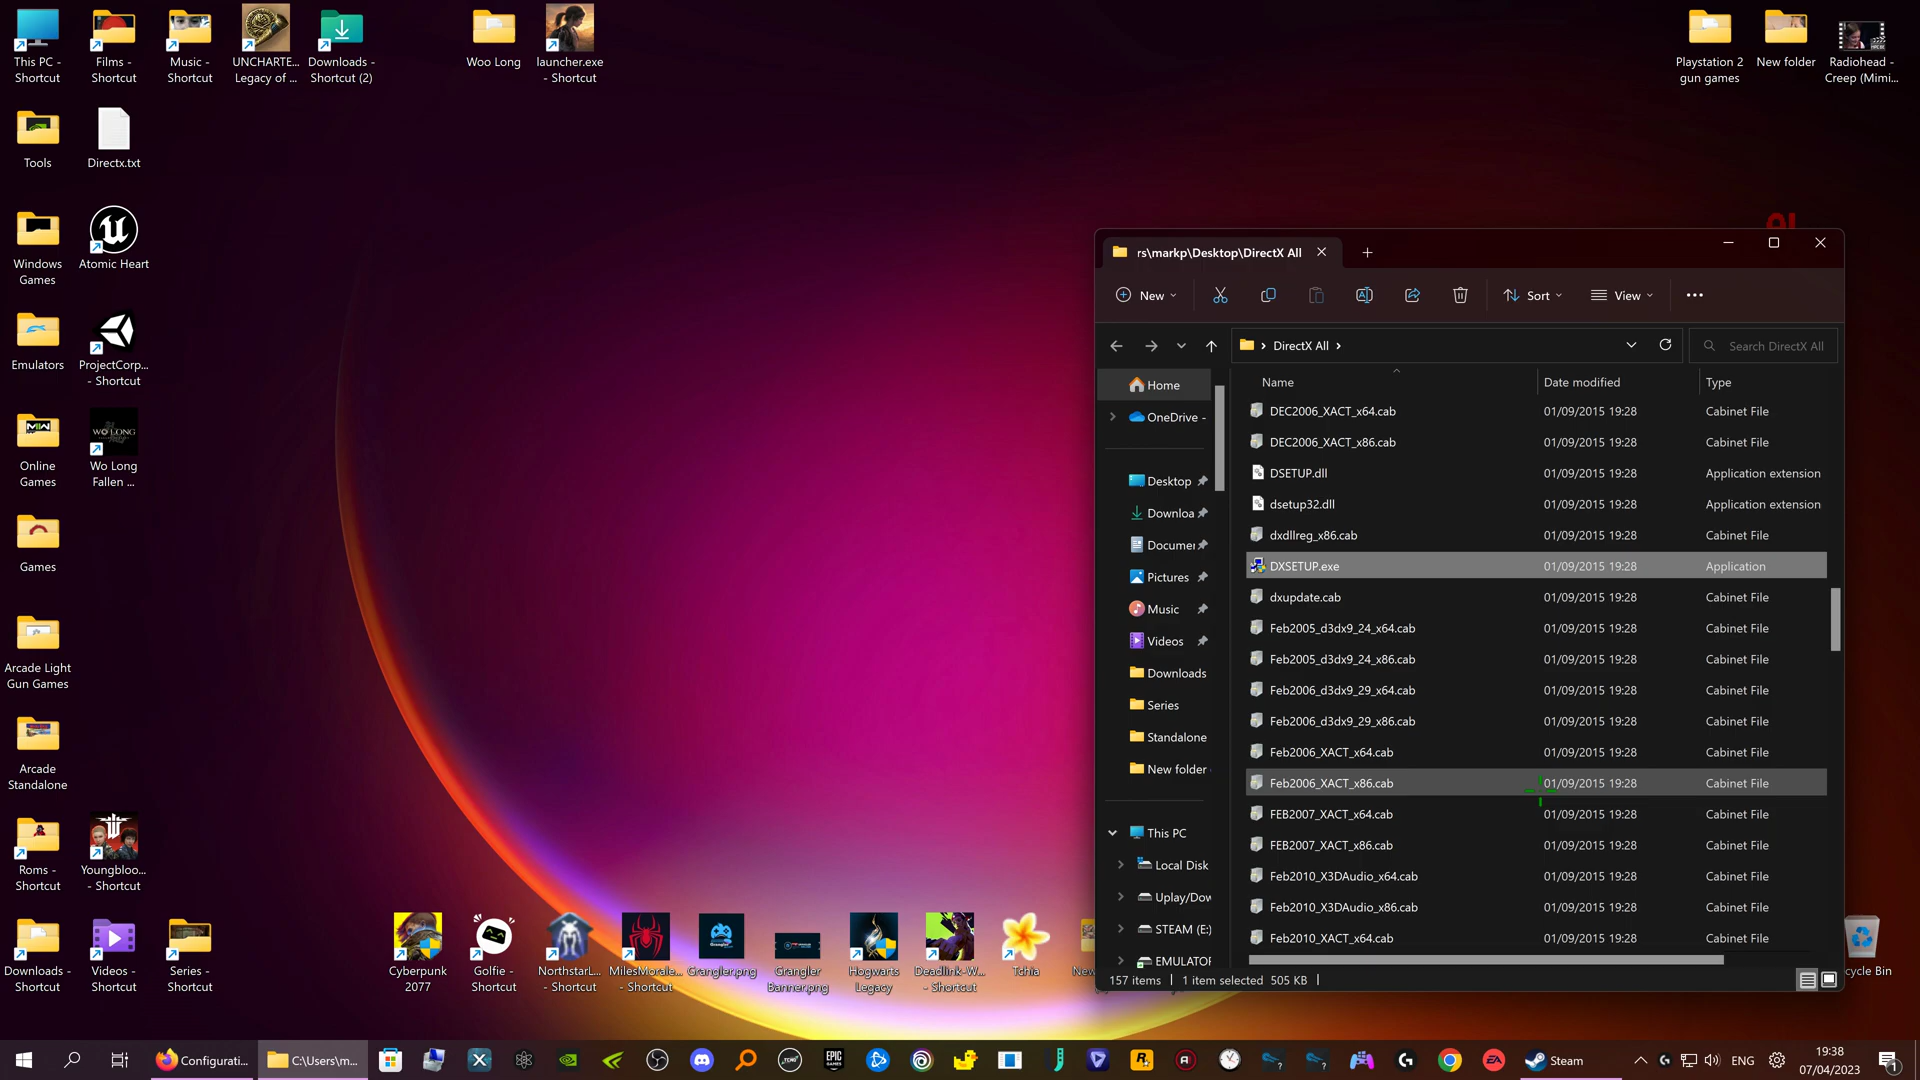 This PC -
Shortcut
Films -
Shortcut
Music -
Shortcut
UNCHARTE...
Legacy of ...
Downloads -
Shortcut (2)
Woo Long
launcher.exe
- Shortcut
Playstation 2
gun games
New folder
Radiohead -
Creep (Mimi...
Tools
Directx.txt
Windows
Games
Atomic Heart
Emulators
ProjectCorp...
- Shortcut
Online
Games
WO LONG
Wo Long
Fallen ...
Games
Arcade Light
Gun Games
Arcade
Standalone
Roms -
Shortcut
Youngbloo...
- Shortcut
Downloads -
Shortcut
Videos -
Shortcut
Series -
Shortcut
Cyberpunk
2077
Golfie -
Shortcut
NorthstarL...
- Shortcut
MilesMorale...
- Shortcut
Grangler.png
Grangler
Banner.png
Hogwarts
Legacy
Deadlink-W...
- Shortcut
Tchia
rs\markp\Desktop\DirectX All
New
Sort
View
DirectX All
Search DirectX All
Home
OneDrive -
Desktop
Downloa
Documer
Pictures
Music
Videos
Downloads
Series
Standalone
New folder
This PC
Local Disk
Uplay/Dow
STEAM (E:)
EMULATOR
Name Date modified Type
DEC2006_XACT_x64.cab 01/09/2015 19:28 Cabinet File
DEC2006_XACT_x86.cab 01/09/2015 19:28 Cabinet File
DSETUP.dll 01/09/2015 19:28 Application extension
dsetup32.dll 01/09/2015 19:28 Application extension
dxdllreg_x86.cab 01/09/2015 19:28 Cabinet File
DXSETUP.exe 01/09/2015 19:28 Application
dxupdate.cab 01/09/2015 19:28 Cabinet File
Feb2005_d3dx9_24_x64.cab 01/09/2015 19:28 Cabinet File
Feb2005_d3dx9_24_x86.cab 01/09/2015 19:28 Cabinet File
Feb2006_d3dx9_29_x64.cab 01/09/2015 19:28 Cabinet File
Feb2006_d3dx9_29_x86.cab 01/09/2015 19:28 Cabinet File
Feb2006_XACT_x64.cab 01/09/2015 19:28 Cabinet File
Feb2006_XACT_x86.cab 01/09/2015 19:28 Cabinet File
FEB2007_XACT_x64.cab 01/09/2015 19:28 Cabinet File
FEB2007_XACT_x86.cab 01/09/2015 19:28 Cabinet File
Feb2010_X3DAudio_x64.cab 01/09/2015 19:28 Cabinet File
Feb2010_X3DAudio_x86.cab 01/09/2015 19:28 Cabinet File
Feb2010_XACT_x64.cab 01/09/2015 19:28 Cabinet File
157 items 1 item selected 505 KB
cycle Bin
Configurati...
C:\Users\m...
EPIC
GAMES
EA
Steam
ENG
19:38
07/04/2023
1